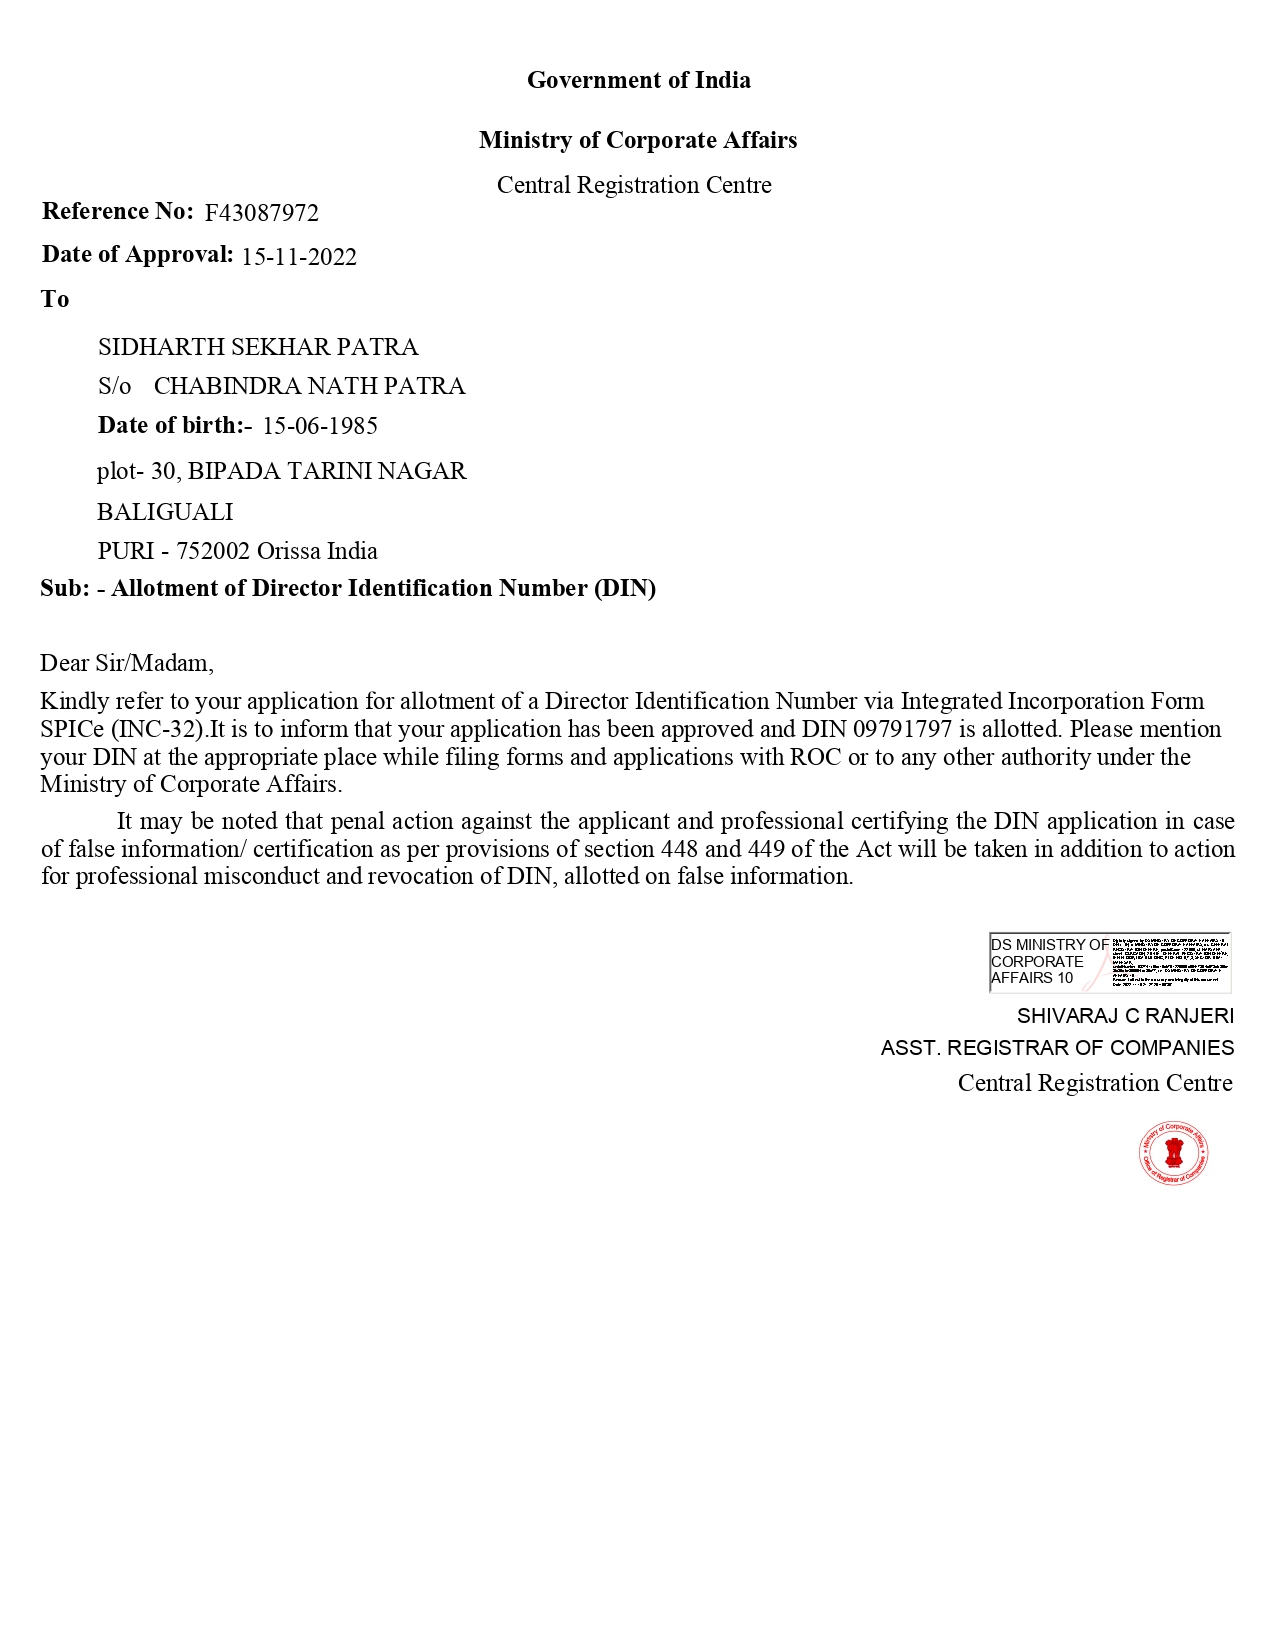 Government of India
Ministry of Corporate Affairs
Central Registration Centre
Reference No: F43087972
Date of Approval: 15-11-2022
To
SIDHARTH SEKHAR PATRA
S/o CHABINDRA NATH PATRA
Date of birth:- 15-06-1985
plot- 30, BIPADA TARINI NAGAR
BALIGUALI
PURI - 752002 Orissa India
Sub: - Allotment of Director Identification Number (DIN)
Dear Sir/Madam,
Kindly refer to your application for allotment of a Director Identification Number via Integrated Incorporation Form
SPICe (INC-32).It is to inform that your application has been approved and DIN 09791797 is allotted. Please mention
your DIN at the appropriate place while filing forms and applications with ROC or to any other authority under the
Ministry of Corporate Affairs.
It may be noted that penal action against the applicant and professional certifying the DIN application in case
of false information/ certification as per provisions of section 448 and 449 of the Act will be taken in addition to action
for professional misconduct and revocation of DIN, allotted on false information.
DS MINISTRY OF
CORPORATE
AFFAIRS 10
SHIVARAJ C RANJERI
ASST. REGISTRAR OF COMPANIES
Central Registration Centre
Ministry of Corporate Affairs
Office of Registrar of Companies